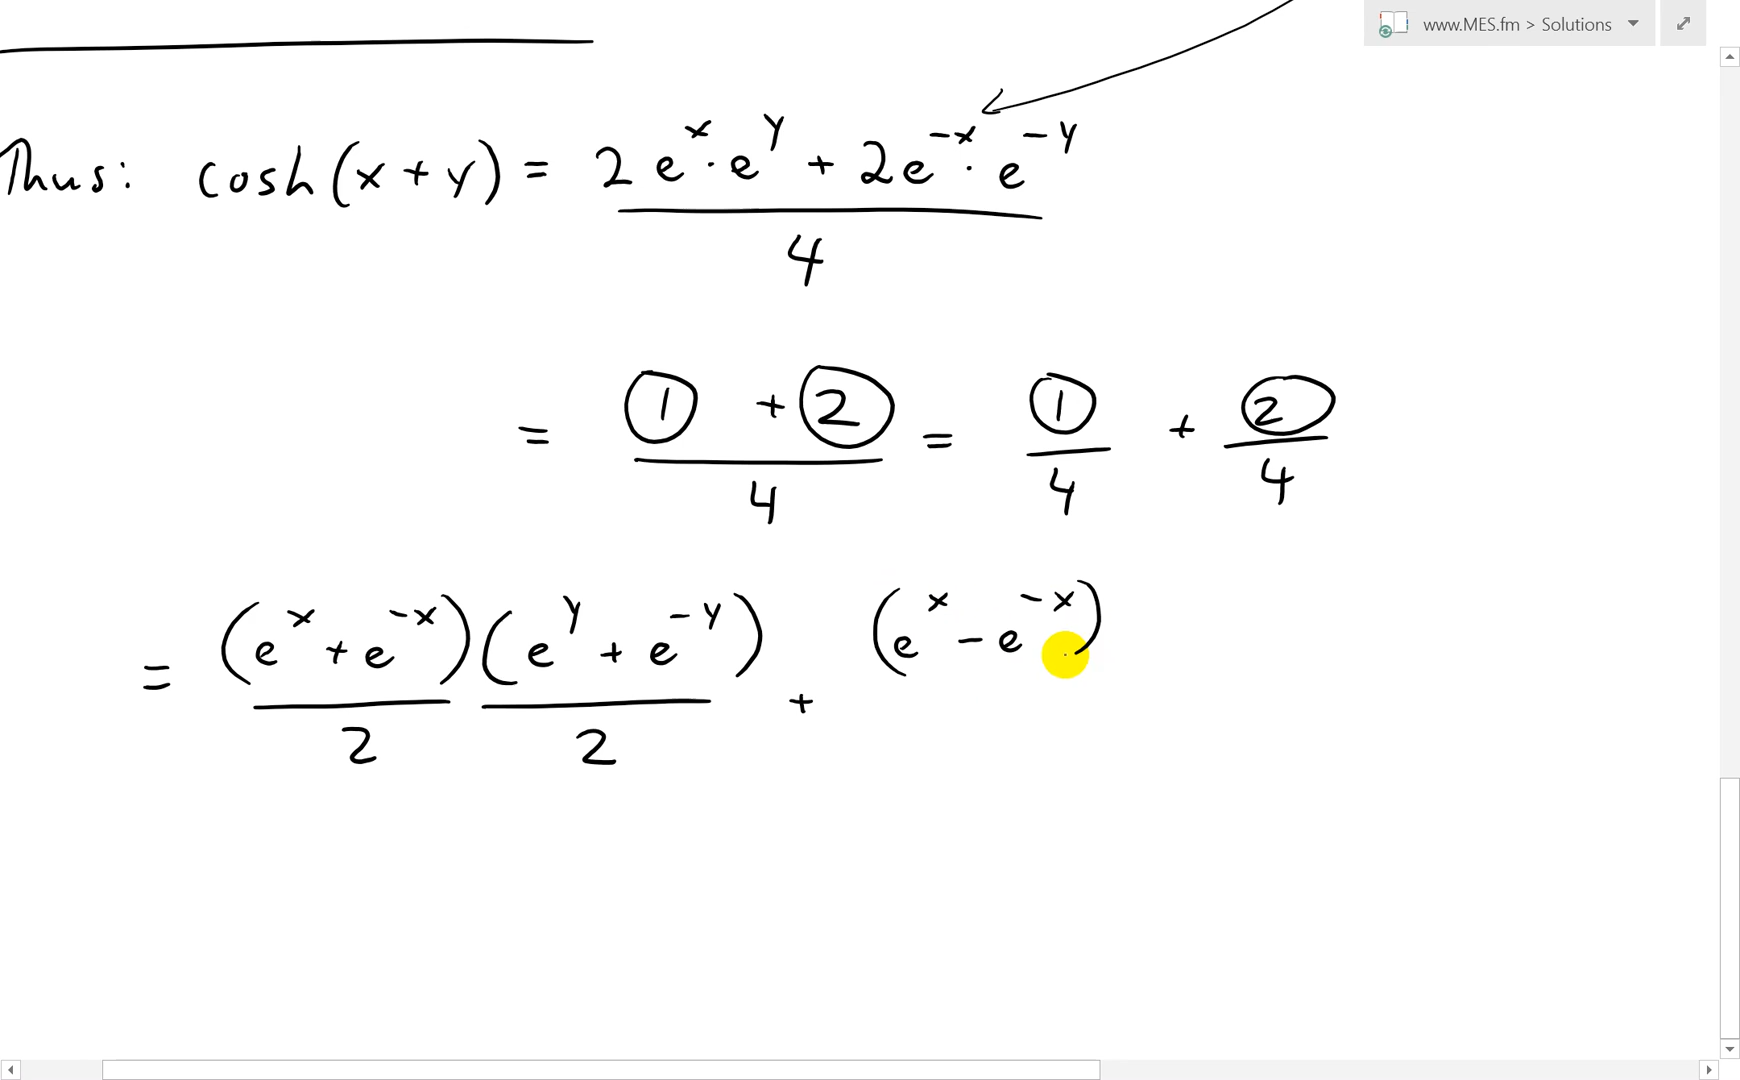 www.MES.fm > Solutions
Thus: cosh(x + y) = (2e^x · e^y + 2e^-x · e^-y) / 4
= (① + ②) / 4 = ① / 4 + ② / 4
= (e^x + e^-x) / 2 (e^y + e^-y) / 2 + (e^x - e^-x)